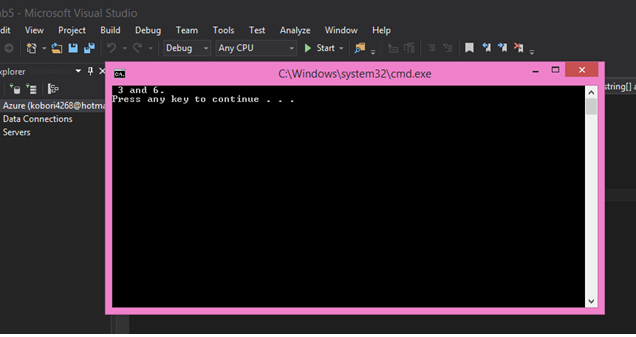 ab5 - Microsoft Visual Studio
dit View Project Build Debug Team Tools Test Analyze Window Help
Debug Any CPU Start
xplorer
C:\Windows\system32\cmd.exe
string[] a
3 and 6.
Press any key to continue . . .
Azure (kobori4268@hotma
Data Connections
Servers